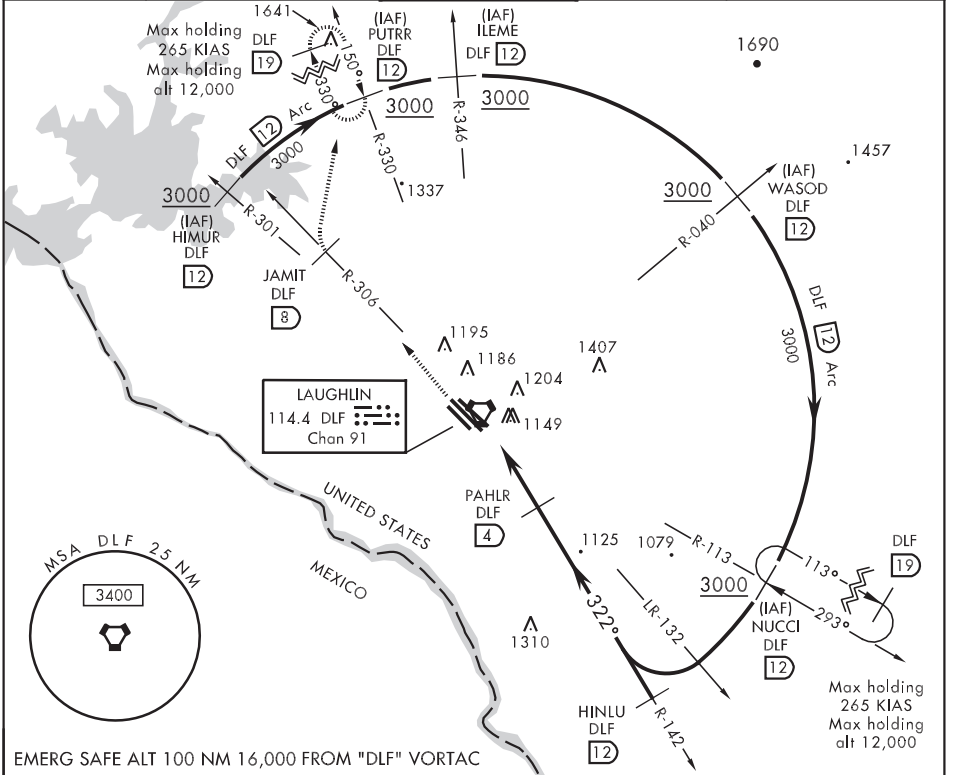 1641
Max holding
265 KIAS
Max holding
alt 12,000
DLF
19
330°
150°
(IAF)
PUTRR
DLF
12
3000
(IAF)
ILEME
DLF 12
3000
R-346
1690
1457
DLF 12 Arc
3000
R-330
1337
3000
(IAF)
HIMUR
DLF
12
R-301
JAMIT
DLF
8
R-306
3000
(IAF)
WASOD
DLF
12
R-040
DLF 12 Arc
3000
1195
1186
1407
1204
1149
LAUGHLIN
114.4 DLF
Chan 91
PAHLR
DLF
4
UNITED STATES
MEXICO
1125
1079
R-113
113°
293°
DLF
19
3000
(IAF)
NUCCI
DLF
12
322°
LR-132
1310
HINLU
DLF
12
R-142
Max holding
265 KIAS
Max holding
alt 12,000
MSA DLF 25 NM
3400
EMERG SAFE ALT 100 NM 16,000 FROM "DLF" VORTAC